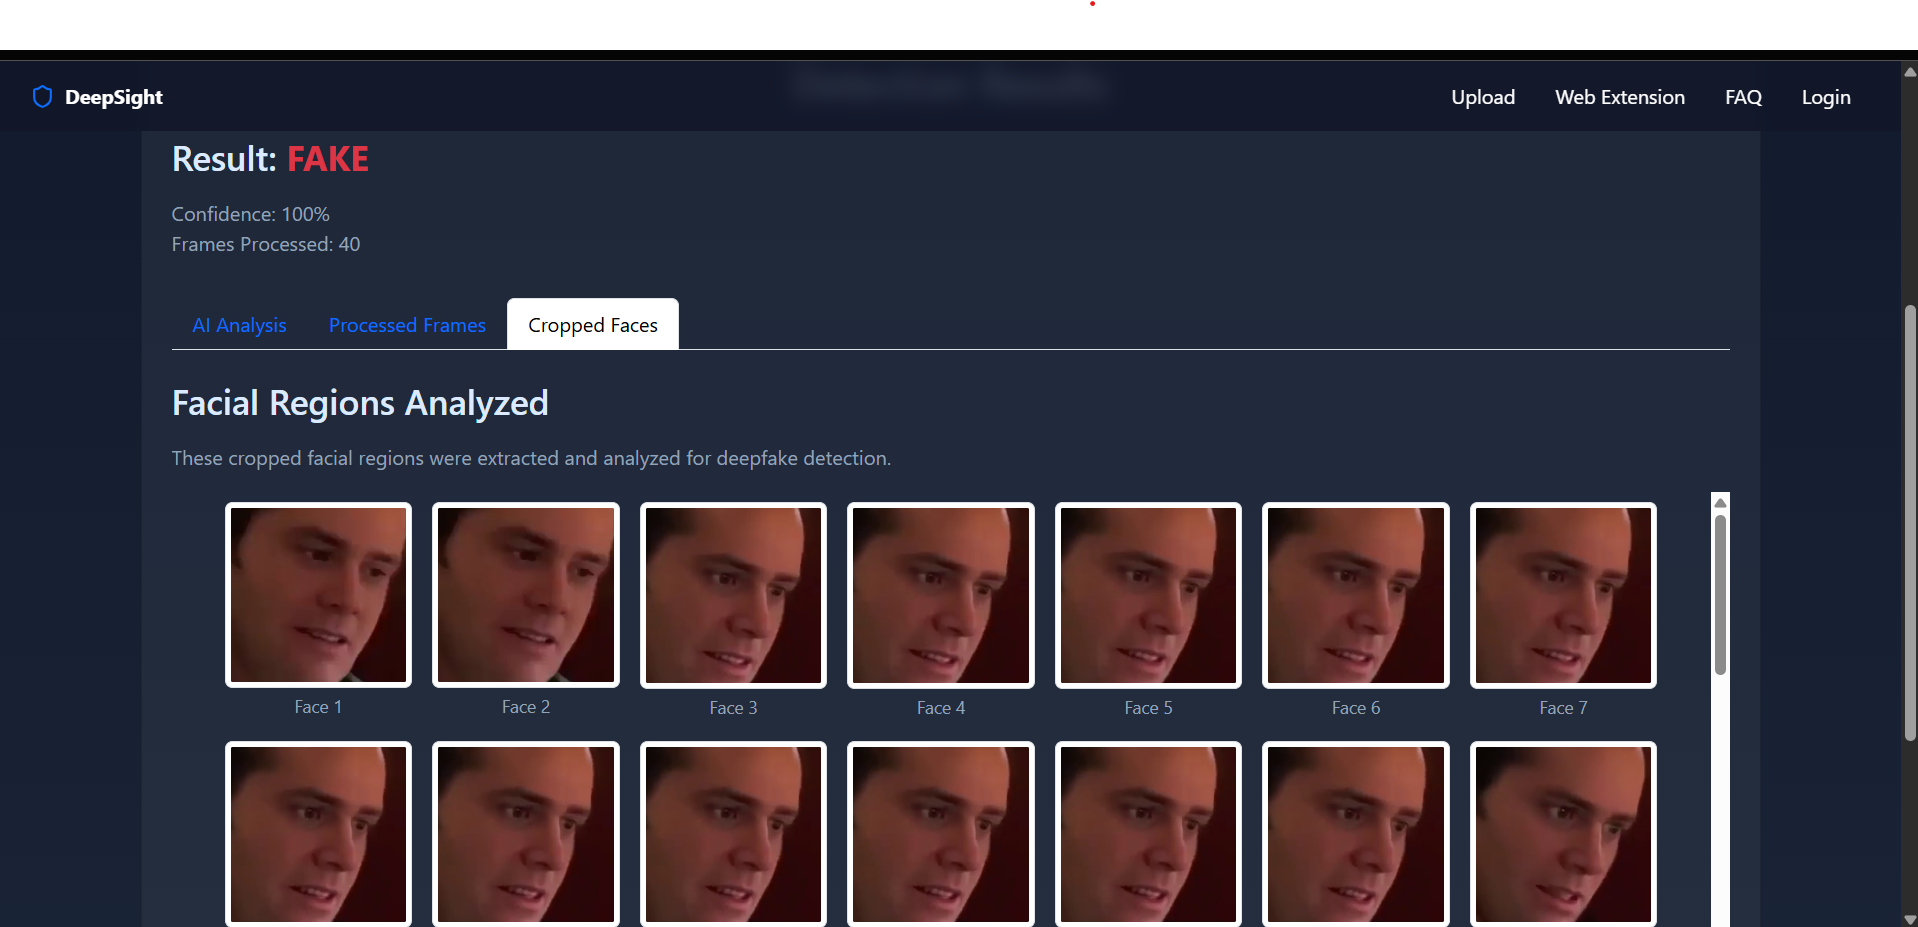 DeepSight
Upload
Web Extension
FAQ
Login
Result: FAKE
Confidence: 100%
Frames Processed: 40
AI Analysis
Processed Frames
Cropped Faces
Facial Regions Analyzed
These cropped facial regions were extracted and analyzed for deepfake detection.
Face 1
Face 2
Face 3
Face 4
Face 5
Face 6
Face 7